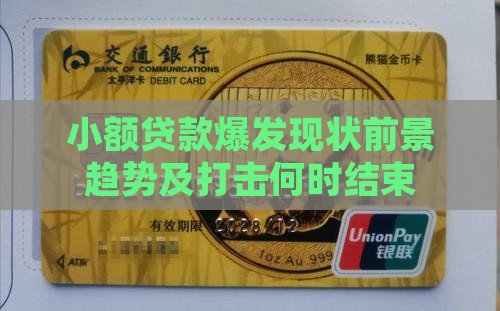 交通銀行
BANK OF COMMUNICATIONS
太平洋卡 DEBIT CARD
熊猫金币卡
小额贷款爆发现状前景
趋势及打击何时结束
有效期限 2028/12
1oz Au .999
ATM
UnionPay
银联